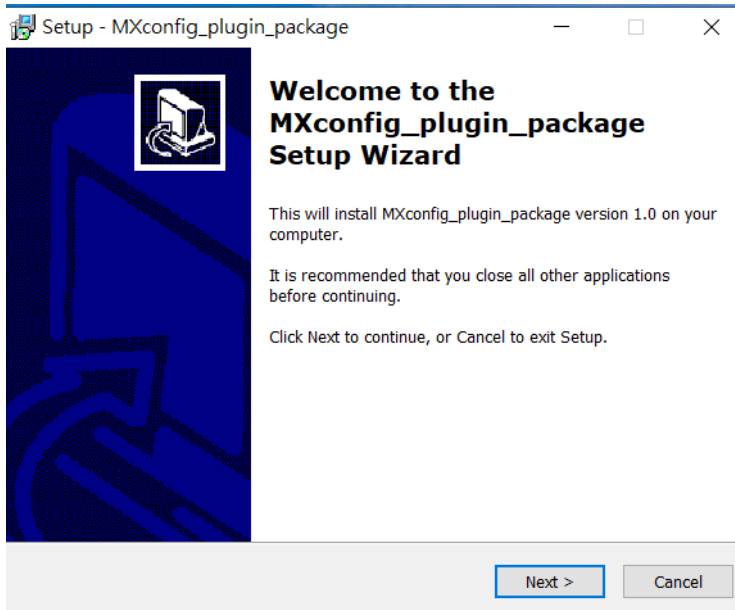 Setup - MXconfig_plugin_package
Welcome to the
MXconfig_plugin_package
Setup Wizard
This will install MXconfig_plugin_package version 1.0 on your
computer.
It is recommended that you close all other applications
before continuing.
Click Next to continue, or Cancel to exit Setup.
Next >
Cancel